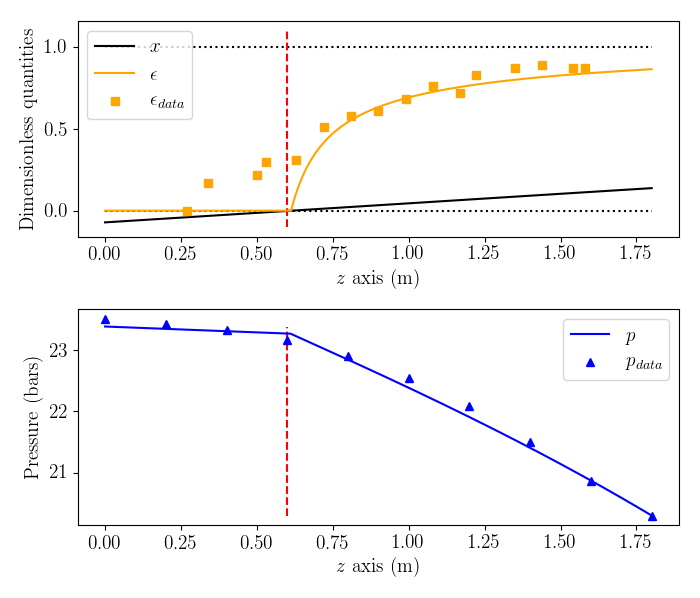 Dimensionless quantities
1.0
0.5
0.0
x
ϵ
ϵ_data
0.00 0.25 0.50 0.75 1.00 1.25 1.50 1.75
z axis (m)
Pressure (bars)
23
22
21
p
p_data
0.00 0.25 0.50 0.75 1.00 1.25 1.50 1.75
z axis (m)